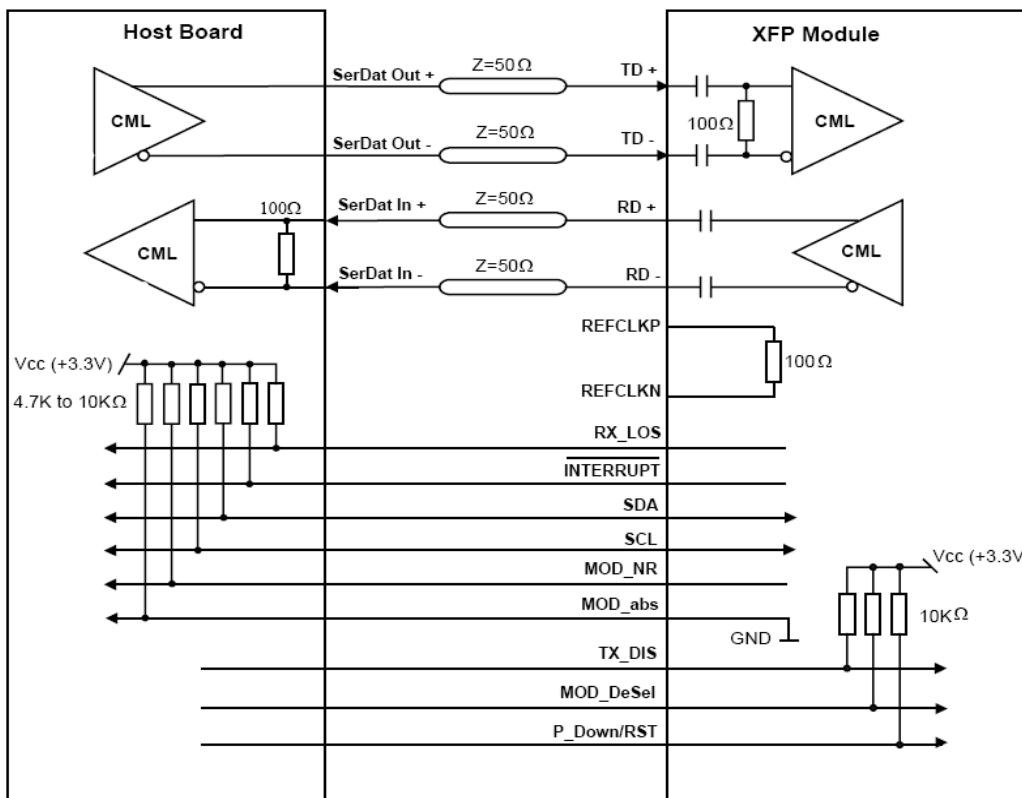 Host Board
XFP Module
SerDat Out +
Z=50Ω
TD +
CML
100Ω
CML
SerDat Out -
Z=50Ω
TD -
100Ω
SerDat In +
Z=50Ω
RD +
CML
CML
SerDat In -
Z=50Ω
RD -
REFCLKP
Vcc (+3.3V)
100Ω
4.7K to 10KΩ
REFCLKN
RX_LOS
INTERRUPT
SDA
SCL
Vcc (+3.3V
MOD_NR
MOD_abs
10KΩ
GND
TX_DIS
MOD_DeSel
P_Down/RST